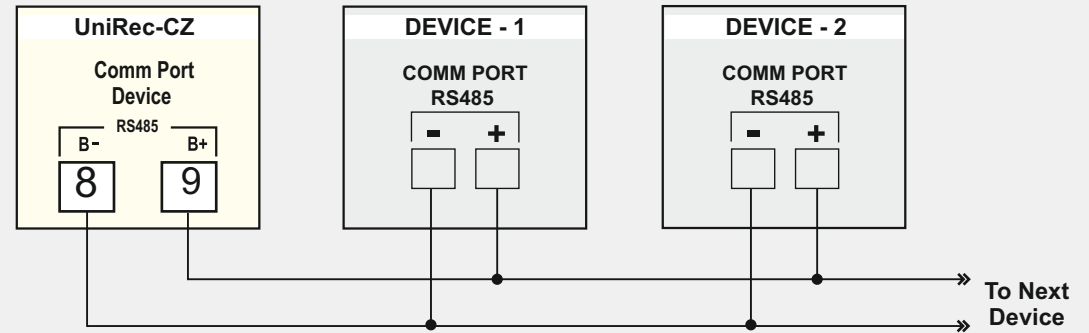 UniRec-CZ
Comm Port
Device
RS485
B-
B+
8
9
DEVICE - 1
COMM PORT
RS485
-
+
DEVICE - 2
COMM PORT
RS485
-
+
To Next
Device